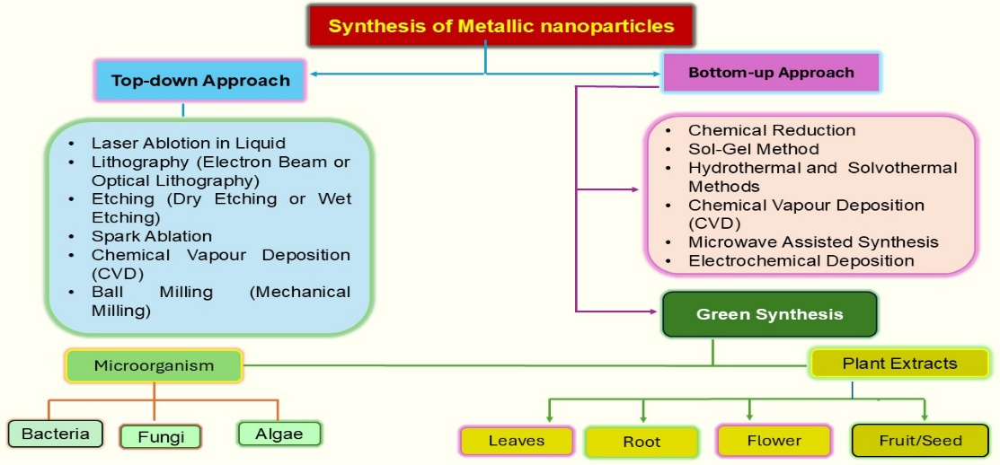 Synthesis of Metallic nanoparticles
Top-down Approach
Bottom-up Approach
• Laser Ablotion in Liquid
• Lithography (Electron Beam or
Optical Lithography)
• Etching (Dry Etching or Wet
Etching)
• Spark Ablation
• Chemical Vapour Deposition
(CVD)
• Ball Milling (Mechanical
Milling)
• Chemical Reduction
• Sol-Gel Method
• Hydrothermal and Solvothermal
Methods
• Chemical Vapour Deposition
(CVD)
• Microwave Assisted Synthesis
• Electrochemical Deposition
Green Synthesis
Microorganism
Plant Extracts
Bacteria
Fungi
Algae
Leaves
Root
Flower
Fruit/Seed